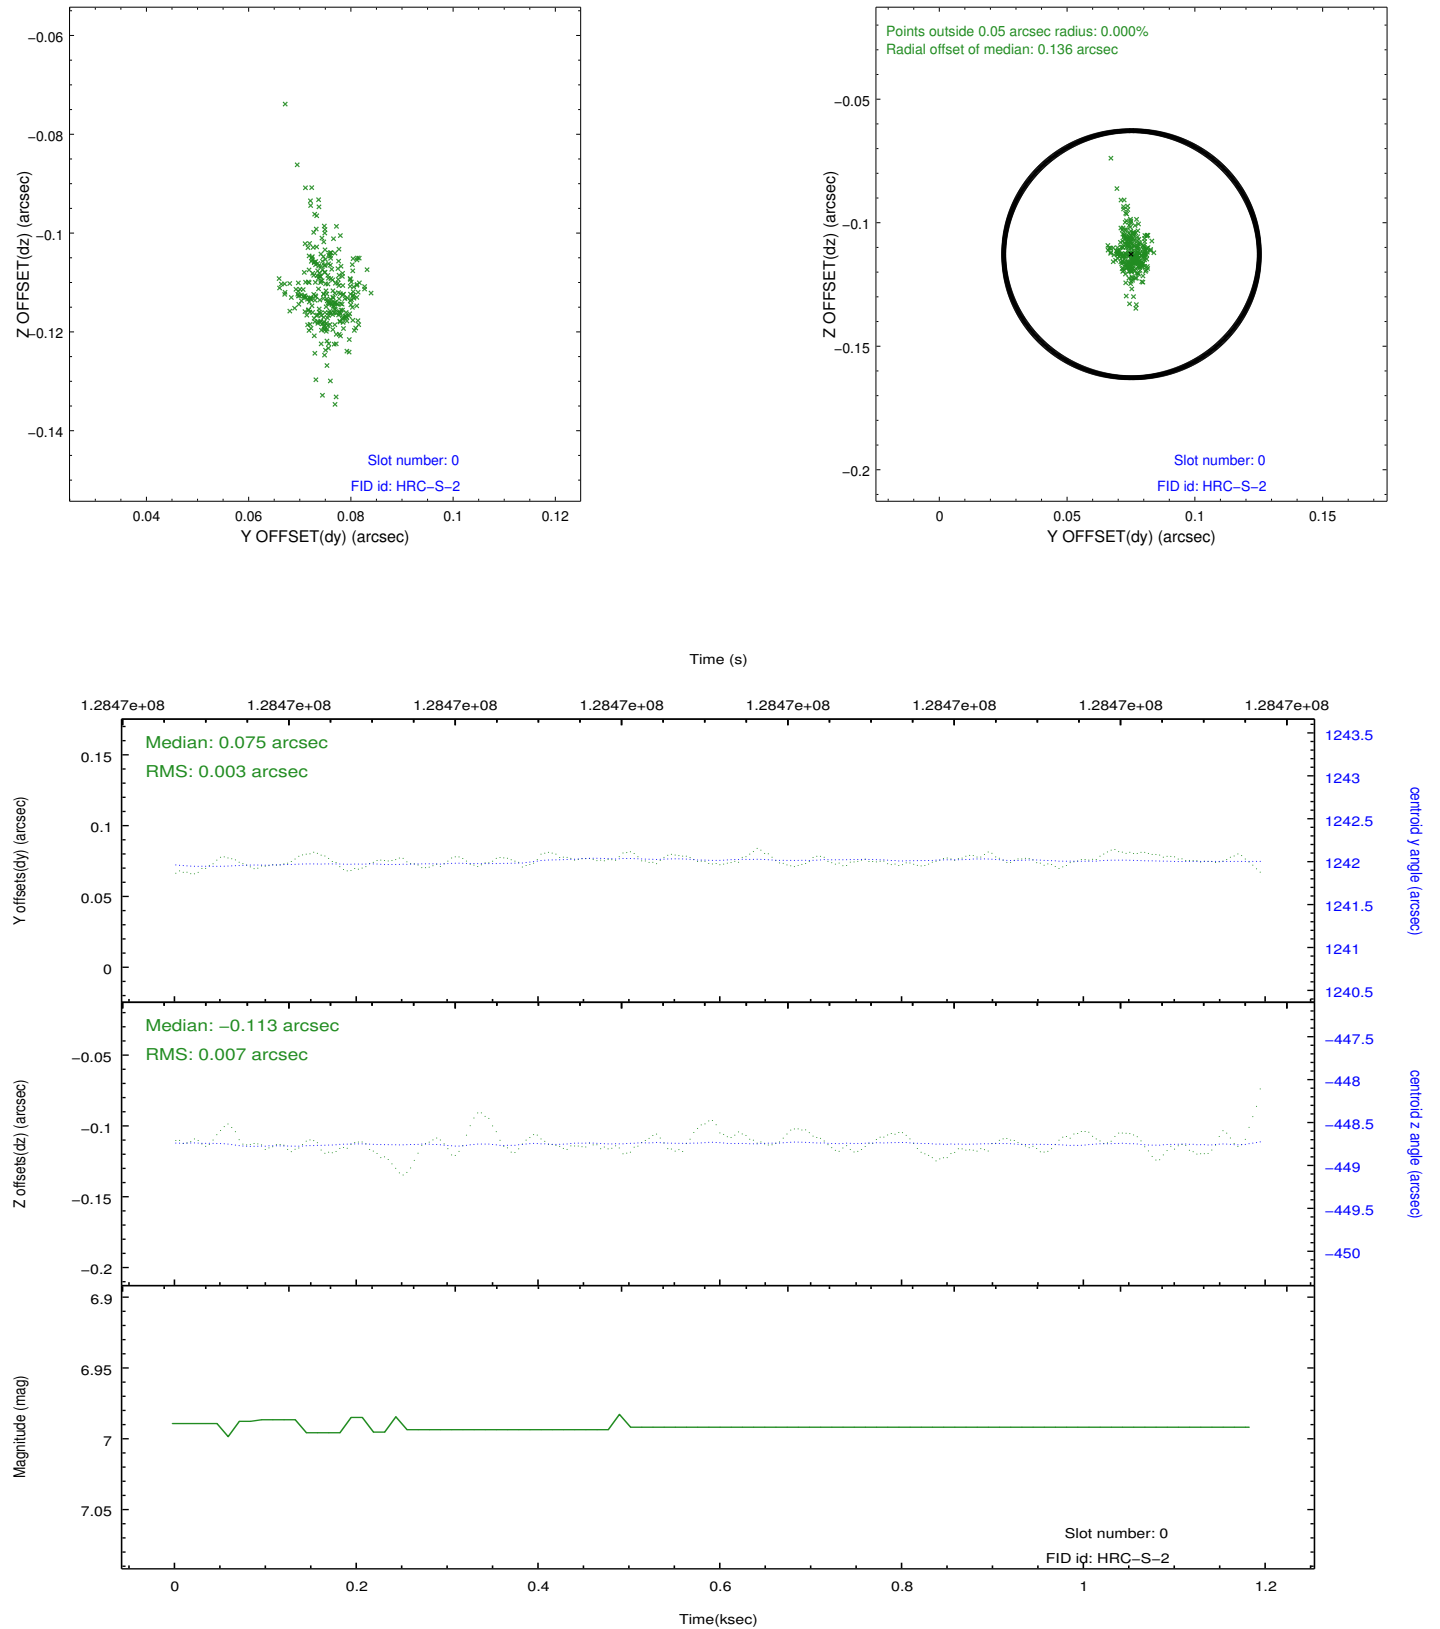 −0.06
−0.08
−0.1
−0.12
−0.14
Z OFFSET(dz) (arcsec)
Slot number: 0
FID id: HRC−S−2
0.04 0.06 0.08 0.1 0.12
Y OFFSET(dy) (arcsec)
Points outside 0.05 arcsec radius: 0.000%
Radial offset of median: 0.136 arcsec
−0.05
−0.1
−0.15
−0.2
Z OFFSET(dz) (arcsec)
Slot number: 0
FID id: HRC−S−2
0 0.05 0.1 0.15
Y OFFSET(dy) (arcsec)
Time (s)
1.2847e+08 1.2847e+08 1.2847e+08 1.2847e+08 1.2847e+08 1.2847e+08 1.2847e+08 1.2847e+08
Median: 0.075 arcsec
RMS: 0.003 arcsec
0.15
0.1
0.05
0
Y offsets(dy) (arcsec)
1243.5
1243
1242.5
1242
1241.5
1241
1240.5
centroid y angle (arcsec)
Median: −0.113 arcsec
RMS: 0.007 arcsec
−0.05
−0.1
−0.15
−0.2
Z offsets(dz) (arcsec)
−447.5
−448
−448.5
−449
−449.5
−450
centroid z angle (arcsec)
6.9
6.95
7
7.05
Magnitude (mag)
Slot number: 0
FID id: HRC−S−2
0 0.2 0.4 0.6 0.8 1 1.2
Time(ksec)